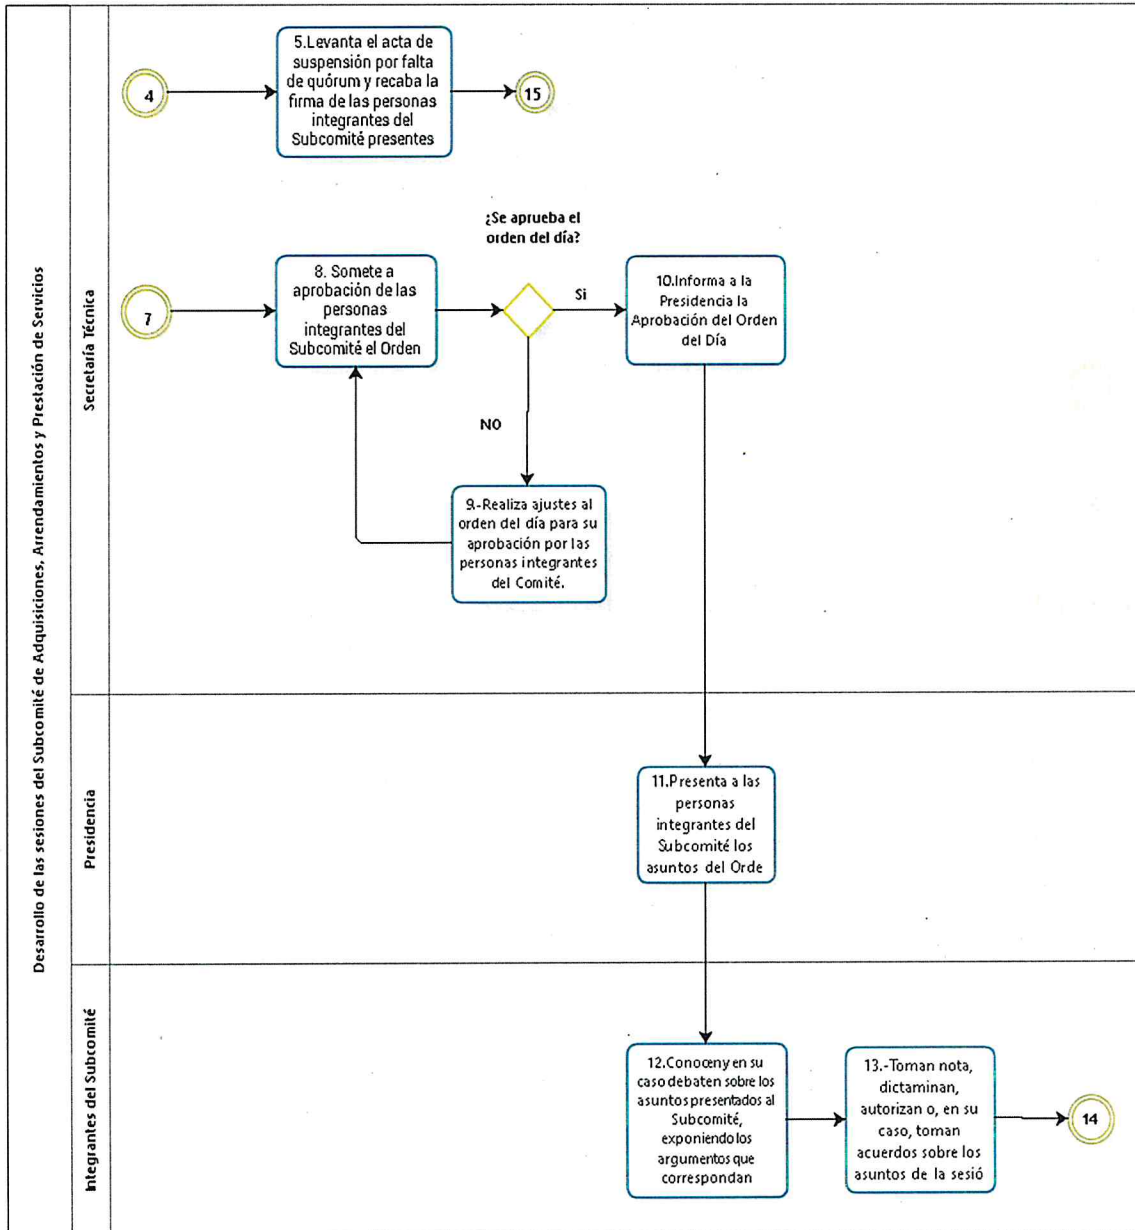 Desarrollo de las sesiones del Subcomité de Adquisiciones, Arrendamientos y Prestación de Servicios
Secretaría Técnica
4
5.Levanta el acta de
suspensión por falta
de quórum y recaba la
firma de las personas
integrantes del
Subcomité presentes
15
¿Se aprueba el
orden del día?
7
8. Somete a
aprobación de las
personas
integrantes del
Subcomité el Orden
Si
10.Informa a la
Presidencia la
Aprobación del Orden
del Día
NO
9.-Realiza ajustes al
orden del día para su
aprobación por las
personas integrantes
del Comité.
Presidencia
11.Presenta a las
personas
integrantes del
Subcomité los
asuntos del Orde
Integrantes del Subcomité
12.Conoceny en su
caso debaten sobre los
asuntos presentados al
Subcomité,
exponiendo los
argumentos que
correspondan
13.-Toman nota,
dictaminan,
autorizan o, en su
caso, toman
acuerdos sobre los
asuntos de la sesió
14